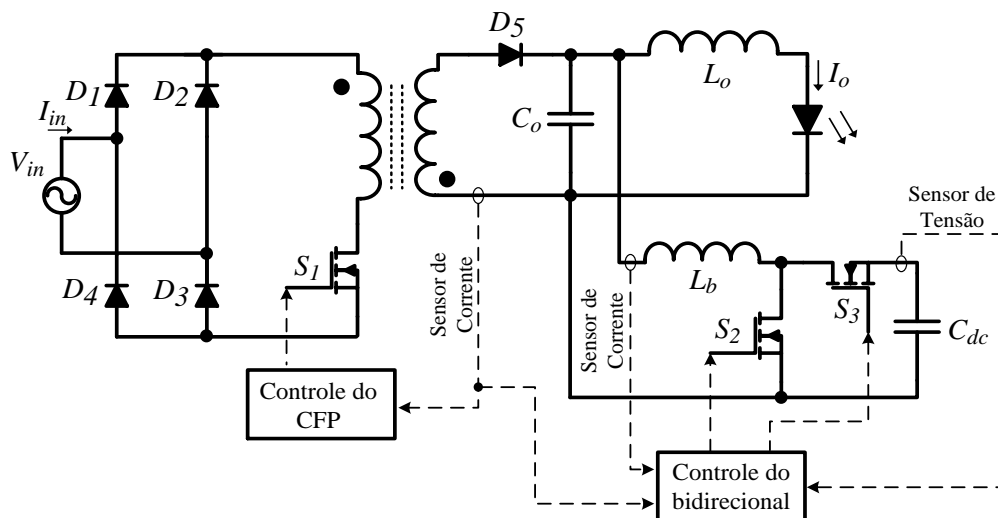 D5
D1
D2
Iin
Vin
Co
Lo
Io
D4
D3
S1
Sensor de
Corrente
Sensor de
Corrente
Lb
S2
S3
Cdc
Sensor de
Tensão
Controle do
CFP
Controle do
bidirecional